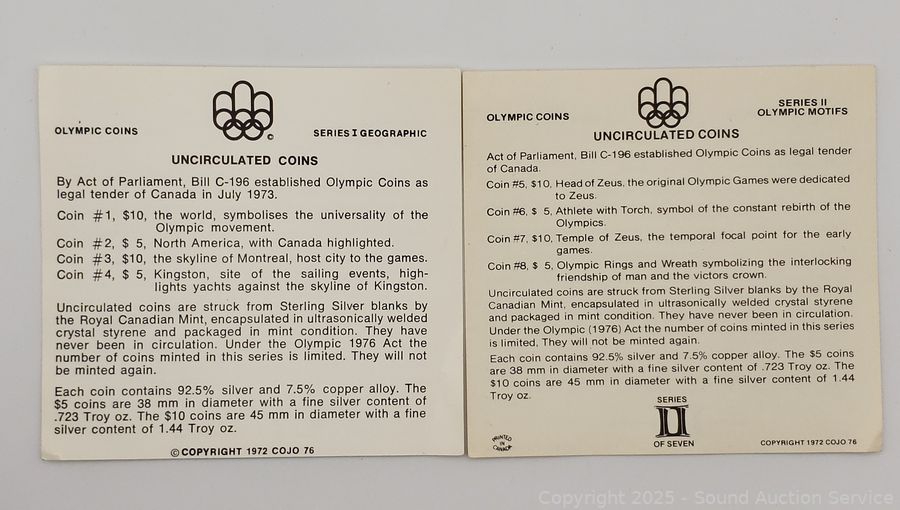 OLYMPIC COINS
©
SERIES I GEOGRAPHIC
UNCIRCULATED COINS
By Act of Parliament, Bill C-196 established Olympic Coins as
legal tender of Canada in July 1973.
Coin #1, $10, the world, symbolises the universality of the
Olympic movement.
Coin #2, $ 5, North America, with Canada highlighted.
Coin #3, $10, the skyline of Montreal, host city to the games.
Coin #4, $ 5, Kingston, site of the sailing events, high-
lights yachts against the skyline of Kingston.
Uncirculated coins are struck from Sterling Silver blanks by
the Royal Canadian Mint, encapsulated in ultrasonically welded
crystal styrene and packaged in mint condition. They have
never been in circulation. Under the Olympic 1976 Act the
number of coins minted in this series is limited. They will not
be minted again.
Each coin contains 92.5% silver and 7.5% copper alloy. The
$5 coins are 38 mm in diameter with a fine silver content of
.723 Troy oz. The $10 coins are 45 mm in diameter with a fine
silver content of 1.44 Troy oz.
© COPYRIGHT 1972 COJO 76
OLYMPIC COINS
SERIES II
OLYMPIC MOTIFS
UNCIRCULATED COINS
Act of Parliament, Bill C-196 established Olympic Coins as legal tender
of Canada.
Coin #5, $10, Head of Zeus, the original Olympic Games were dedicated
to Zeus.
Coin #6, $ 5, Athlete with Torch, symbol of the constant rebirth of the
Olympics.
Coin #7, $10, Temple of Zeus, the temporal focal point for the early
games.
Coin #8, $ 5, Olympic Rings and Wreath symbolizing the interlocking
friendship of man and the victors crown.
Uncirculated coins are struck from Sterling Silver blanks by the Royal
Canadian Mint, encapsulated in ultrasonically welded crystal styrene
and packaged in mint condition. They have never been in circulation.
Under the Olympic (1976) Act the number of coins minted in this series
is limited. They will not be minted again.
Each coin contains 92.5% silver and 7.5% copper alloy. The $5 coins
are 38 mm in diameter with a fine silver content of .723 Troy oz. The
$10 coins are 45 mm in diameter with a fine silver content of 1.44
Troy oz.
SERIES
II
OF SEVEN
PRINTED
IN
CANADA
COPYRIGHT 1972 COJO 76
Copyright 2025 - Sound Auction Service